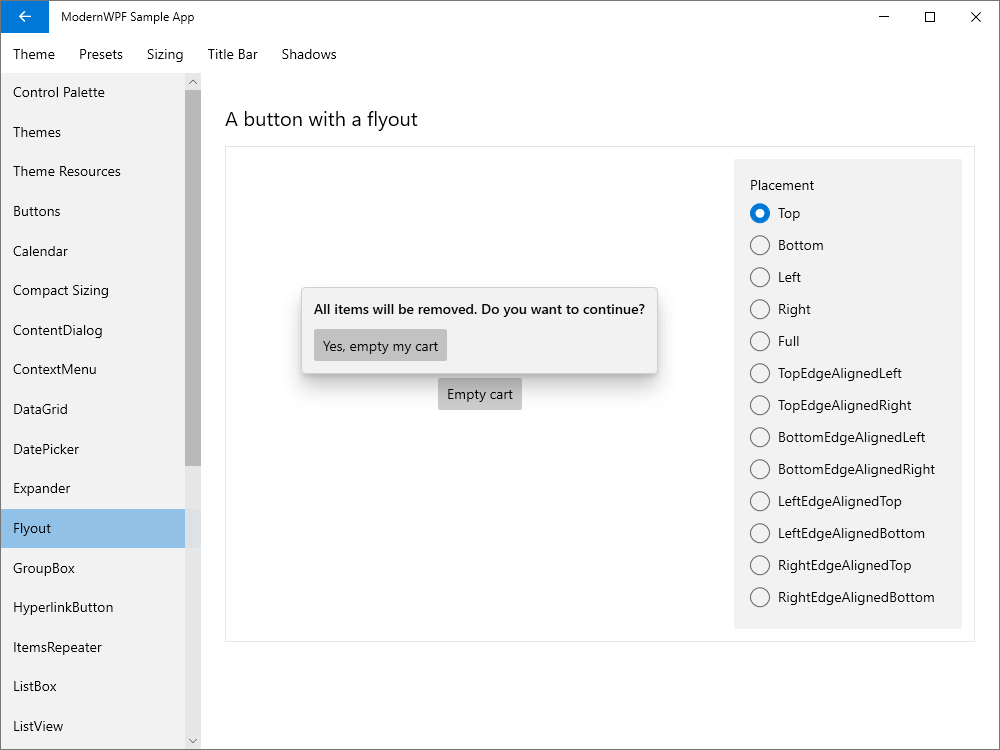 ModernWPF Sample App
Theme Presets Sizing Title Bar Shadows
Control Palette
Themes
Theme Resources
Buttons
Calendar
Compact Sizing
ContentDialog
ContextMenu
DataGrid
DatePicker
Expander
Flyout
GroupBox
HyperlinkButton
ItemsRepeater
ListBox
ListView
A button with a flyout
All items will be removed. Do you want to continue?
Yes, empty my cart
Empty cart
Placement
Top
Bottom
Left
Right
Full
TopEdgeAlignedLeft
TopEdgeAlignedRight
BottomEdgeAlignedLeft
BottomEdgeAlignedRight
LeftEdgeAlignedTop
LeftEdgeAlignedBottom
RightEdgeAlignedTop
RightEdgeAlignedBottom